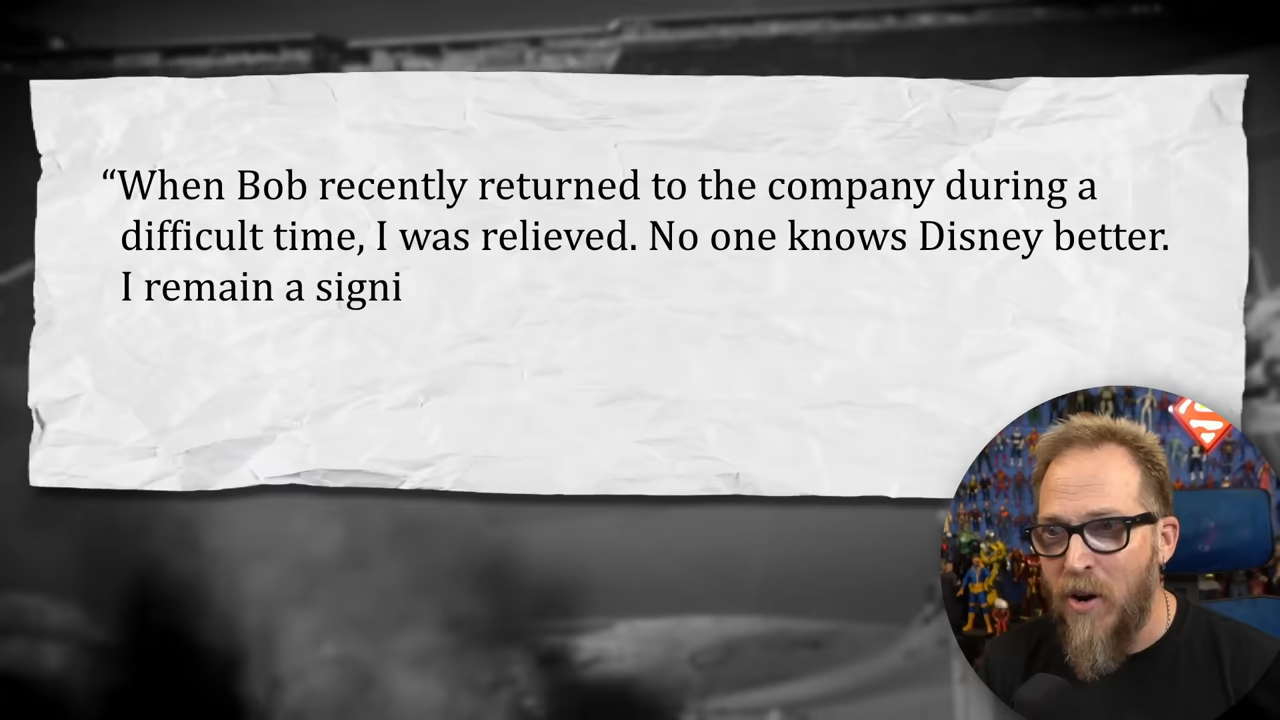 “When Bob recently returned to the company during a
difficult time, I was relieved. No one knows Disney better.
I remain a signi